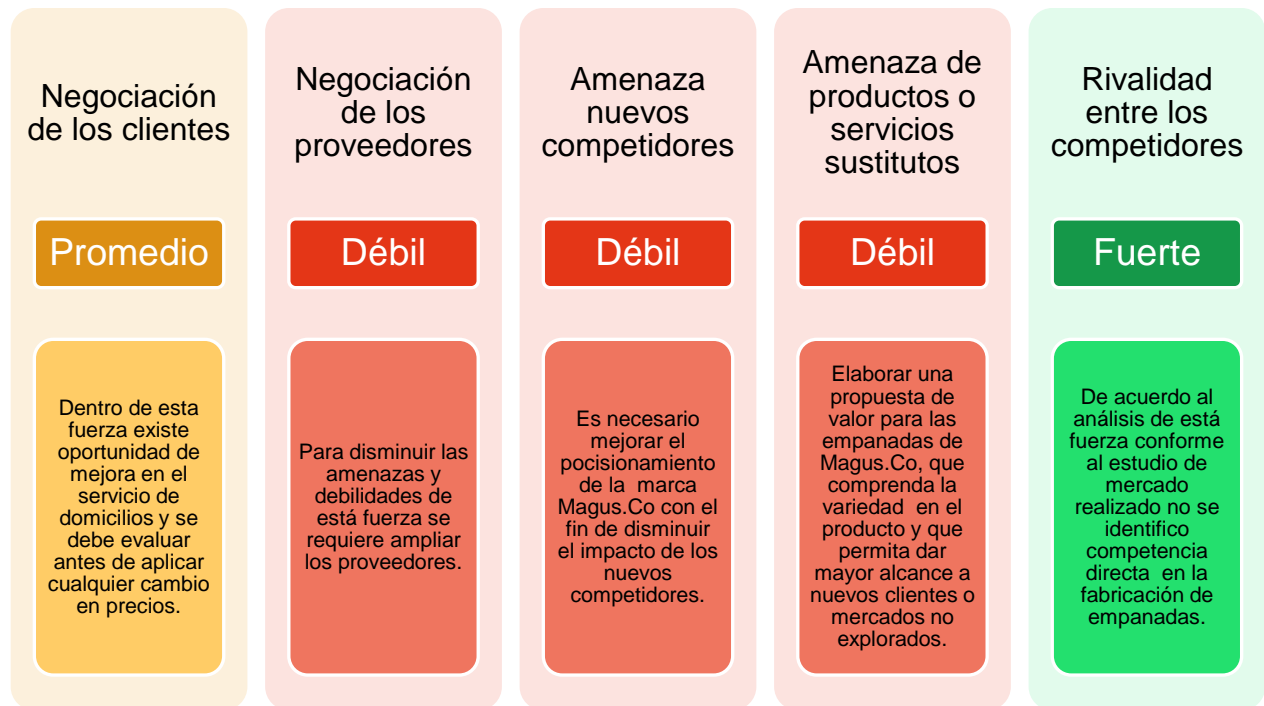 Negociación
de los clientes
Promedio
Dentro de esta
fuerza existe
oportunidad de
mejora en el
servicio de
domicilios y se
debe evaluar
antes de aplicar
cualquier cambio
en precios.
Negociación
de los
proveedores
Débil
Para disminuir las
amenazas y
debilidades de
está fuerza se
requiere ampliar
los proveedores.
Amenaza
nuevos
competidores
Débil
Es necesario
mejorar el
pocisionamiento
de la marca
Magus.Co con el
fin de disminuir
el impacto de los
nuevos
competidores.
Amenaza de
productos o
servicios
sustitutos
Débil
Elaborar una
propuesta de
valor para las
empanadas de
Magus.Co, que
comprenda la
variedad en el
producto y que
permita dar
mayor alcance a
nuevos clientes o
mercados no
explorados.
Rivalidad
entre los
competidores
Fuerte
De acuerdo al
análisis de está
fuerza conforme
al estudio de
mercado
realizado no se
identifico
competencia
directa en la
fabricación de
empanadas.